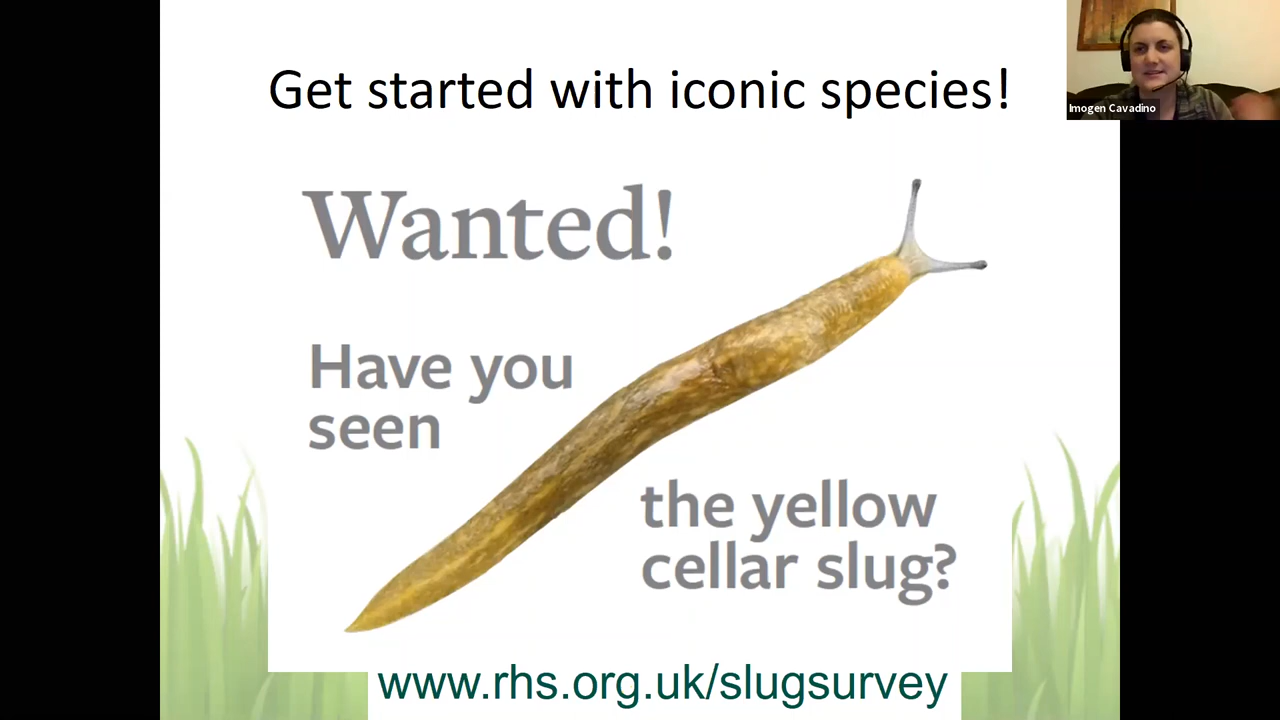 Get started with iconic species!
Imogen Cavadino
Wanted!
Have you
seen
the yellow
cellar slug?
www.rhs.org.uk/slugsurvey